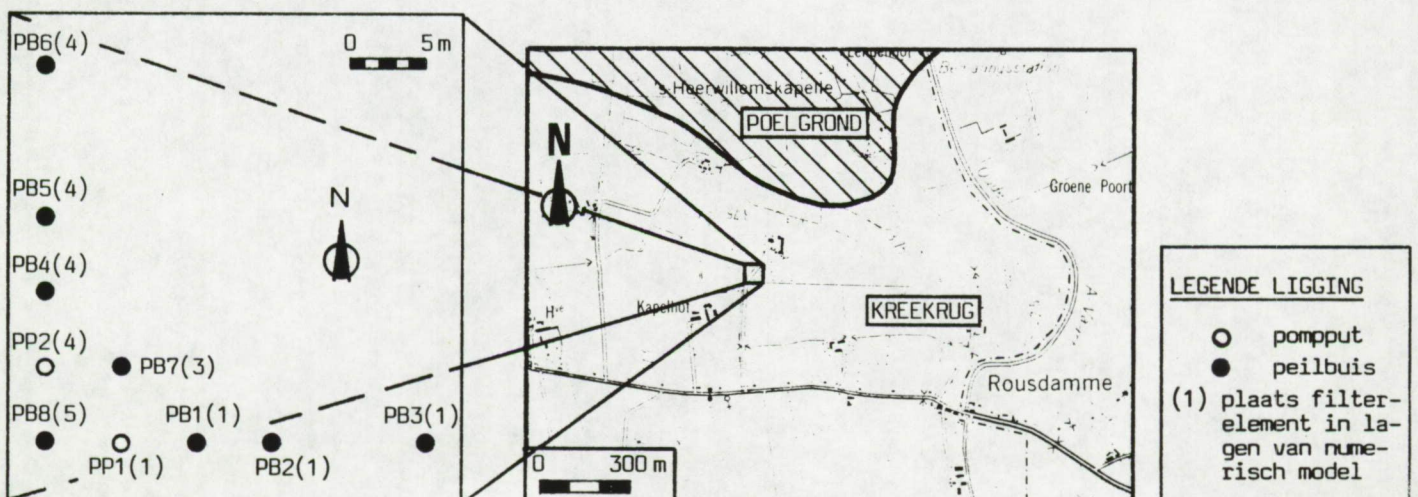 PB6(4)
0 5m
PB5(4)
N
PB4(4)
PP2(4)
PB7(3)
PB8(5)
PB1(1)
PB3(1)
PP1(1)
PB2(1)
's Heerwillemskapelle
POELGROND
N
Groene Poort
Kapelhof
KREEKRUG
Rousdamme
0 300 m
LEGENDE LIGGING
pompput
peilbuis
(1) plaats filter-
element in la-
gen van nume-
risch model